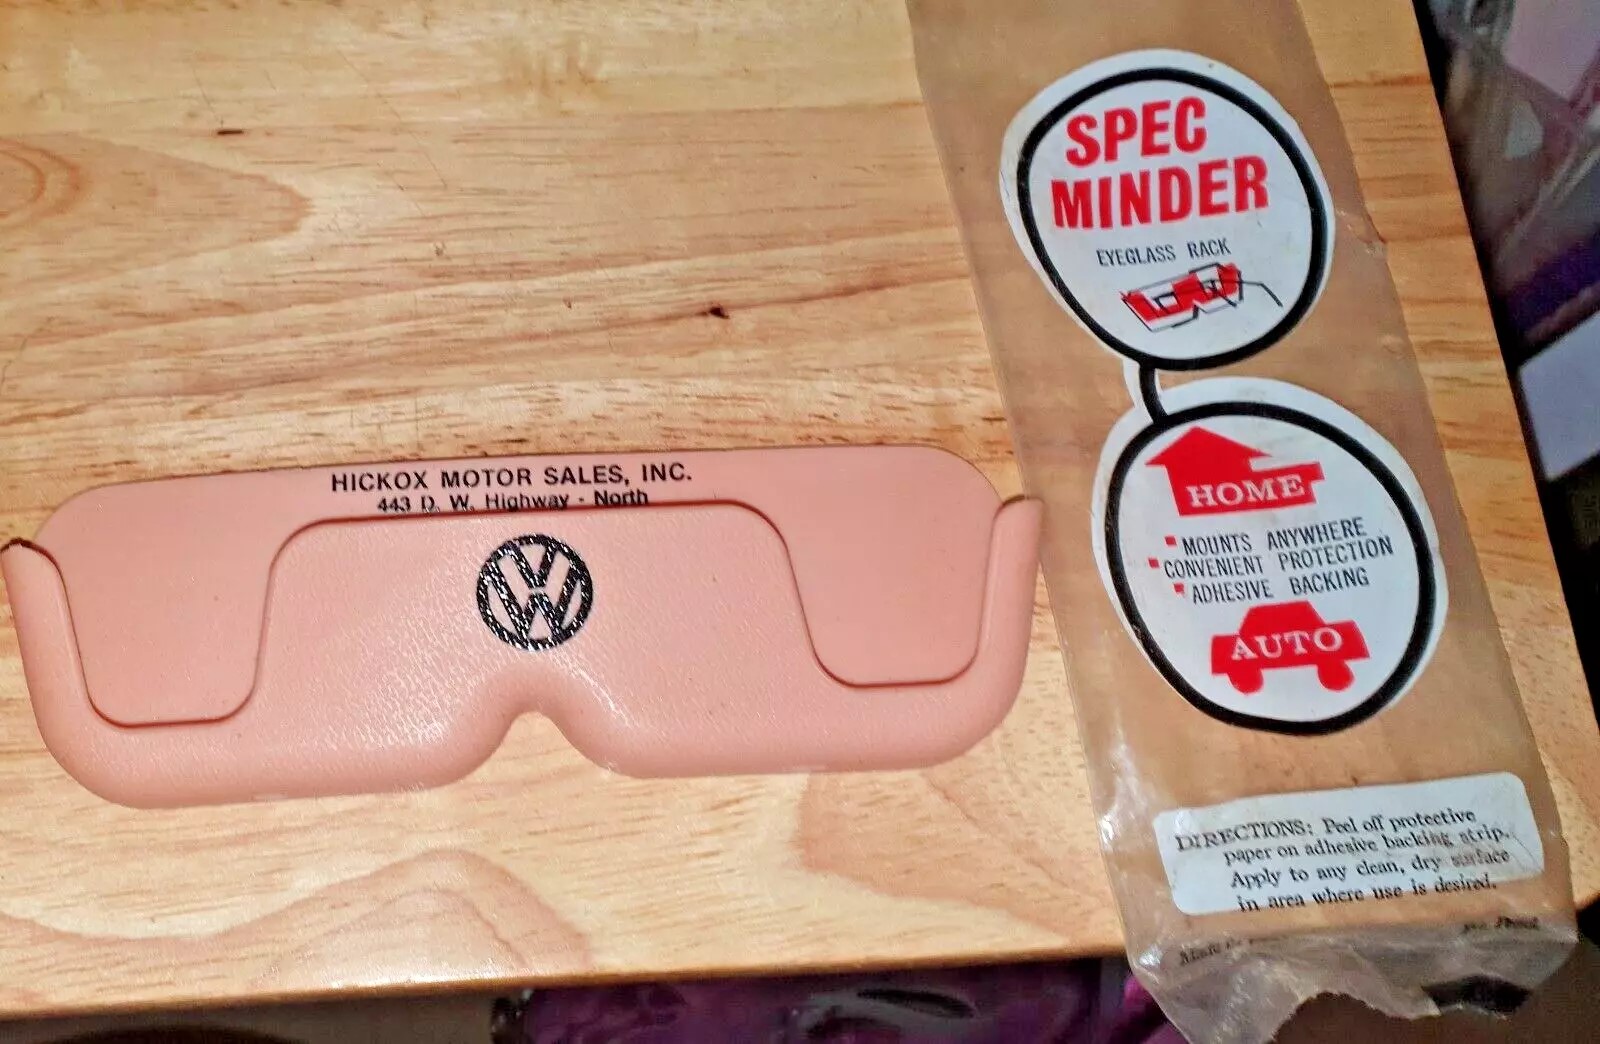 HICKOX MOTOR SALES, INC.
443 D. W. Highway - North
VW
SPEC
MINDER
EYEGLASS RACK
HOME
MOUNTS ANYWHERE
CONVENIENT PROTECTION
ADHESIVE BACKING
AUTO
DIRECTIONS: Peel off protective
paper on adhesive backing strip.
Apply to any clean, dry surface
in area where use is desired.
Made